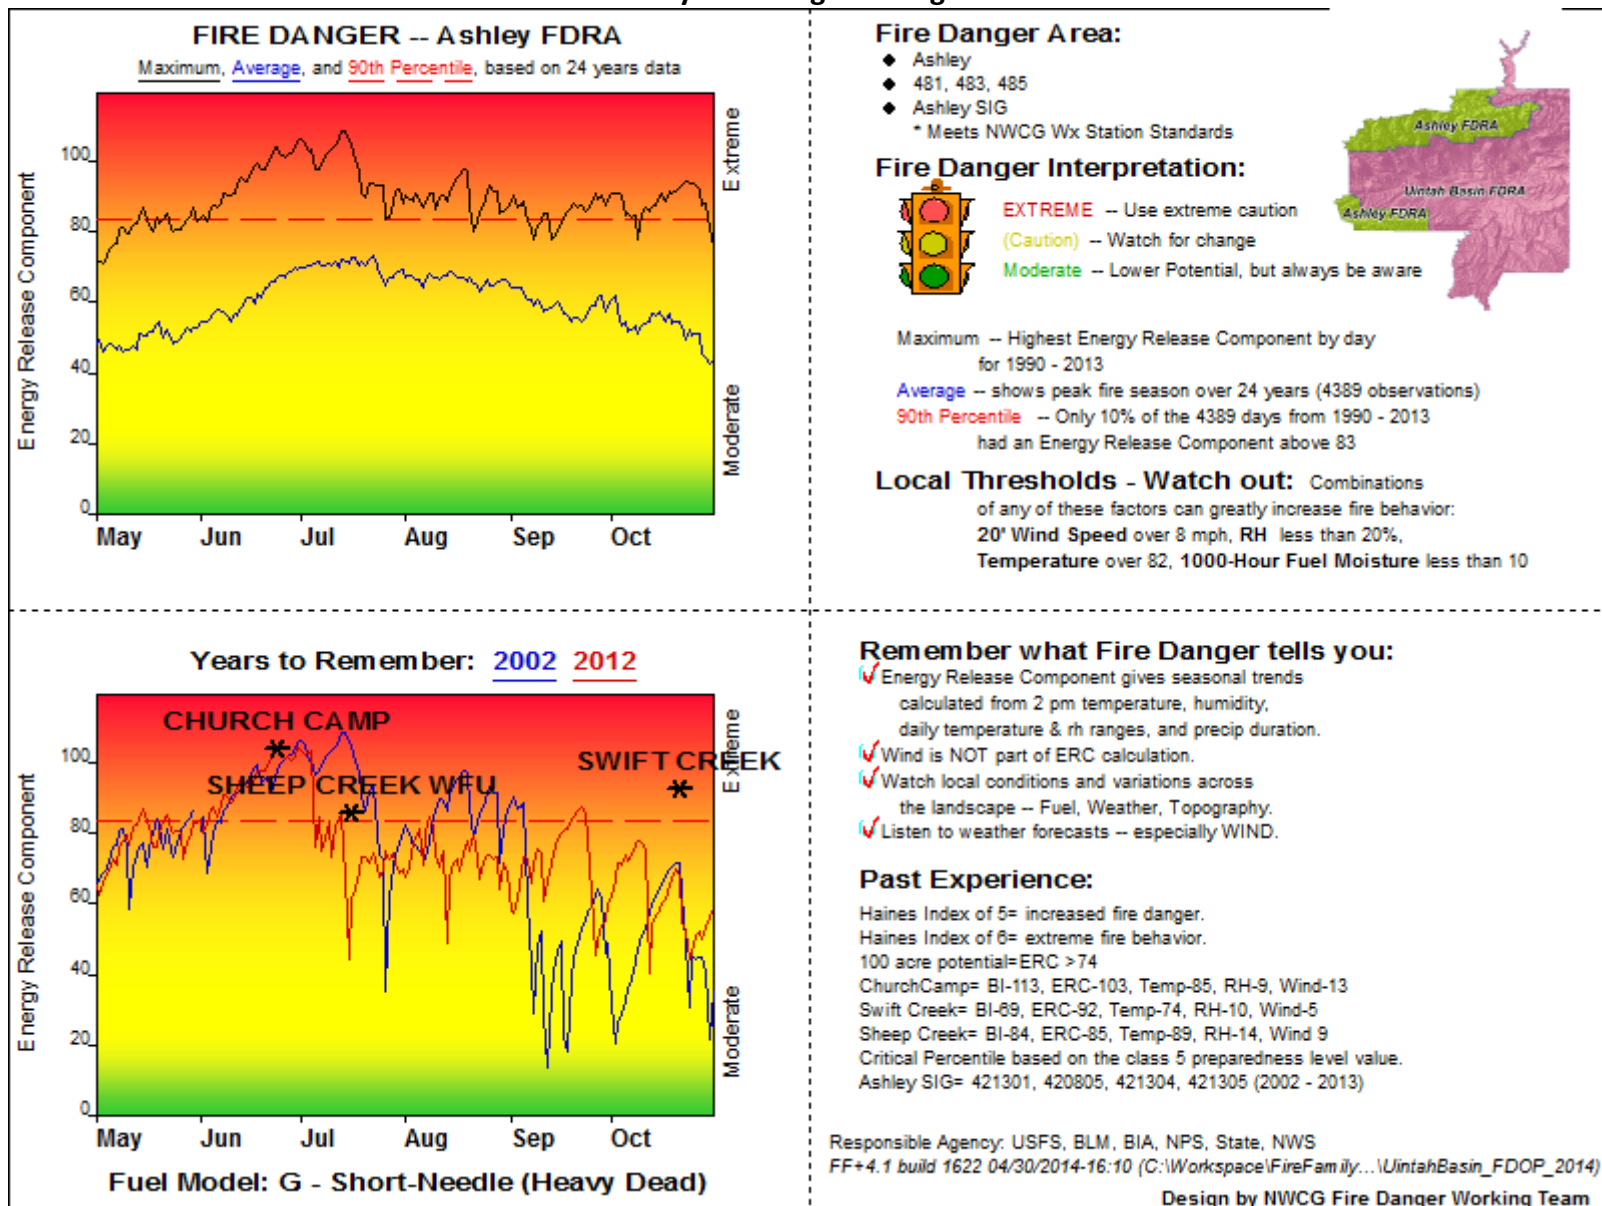 FIRE DANGER -- Ashley FDRA
Maximum, Average, and 90th Percentile, based on 24 years data
Energy Release Component
100
80
60
40
20
0
May Jun Jul Aug Sep Oct
Extreme
Moderate
Fire Danger Area:
Ashley
481, 483, 485
Ashley SIG
* Meets NWCG Wx Station Standards
Ashley FDRA
Uintah Basin FDRA
Ashley FDRA
Fire Danger Interpretation:
EXTREME -- Use extreme caution
(Caution) -- Watch for change
Moderate -- Lower Potential, but always be aware
Maximum -- Highest Energy Release Component by day
for 1990 - 2013
Average -- shows peak fire season over 24 years (4389 observations)
90th Percentile -- Only 10% of the 4389 days from 1990 - 2013
had an Energy Release Component above 83
Local Thresholds - Watch out: Combinations
of any of these factors can greatly increase fire behavior:
20' Wind Speed over 8 mph, RH less than 20%,
Temperature over 82, 1000-Hour Fuel Moisture less than 10
Years to Remember: 2002 2012
Energy Release Component
100
80
60
40
20
0
CHURCH CAMP
SHEEP CREEK WFU
SWIFT CREEK
May Jun Jul Aug Sep Oct
Extreme
Moderate
Fuel Model: G - Short-Needle (Heavy Dead)
Remember what Fire Danger tells you:
Energy Release Component gives seasonal trends
calculated from 2 pm temperature, humidity,
daily temperature & rh ranges, and precip duration.
Wind is NOT part of ERC calculation.
Watch local conditions and variations across
the landscape -- Fuel, Weather, Topography.
Listen to weather forecasts -- especially WIND.
Past Experience:
Haines Index of 5= increased fire danger.
Haines Index of 6= extreme fire behavior.
100 acre potential=ERC >74
ChurchCamp= BI-113, ERC-103, Temp-85, RH-9, Wind-13
Swift Creek= BI-69, ERC-92, Temp-74, RH-10, Wind-5
Sheep Creek= BI-84, ERC-85, Temp-89, RH-14, Wind 9
Critical Percentile based on the class 5 preparedness level value.
Ashley SIG= 421301, 420805, 421304, 421305 (2002 - 2013)
Responsible Agency: USFS, BLM, BIA, NPS, State, NWS
FF+4.1 build 1622 04/30/2014-16:10 (C:\Workspace\FireFamily...\UintahBasin_FDOP_2014)
Design by NWCG Fire Danger Working Team